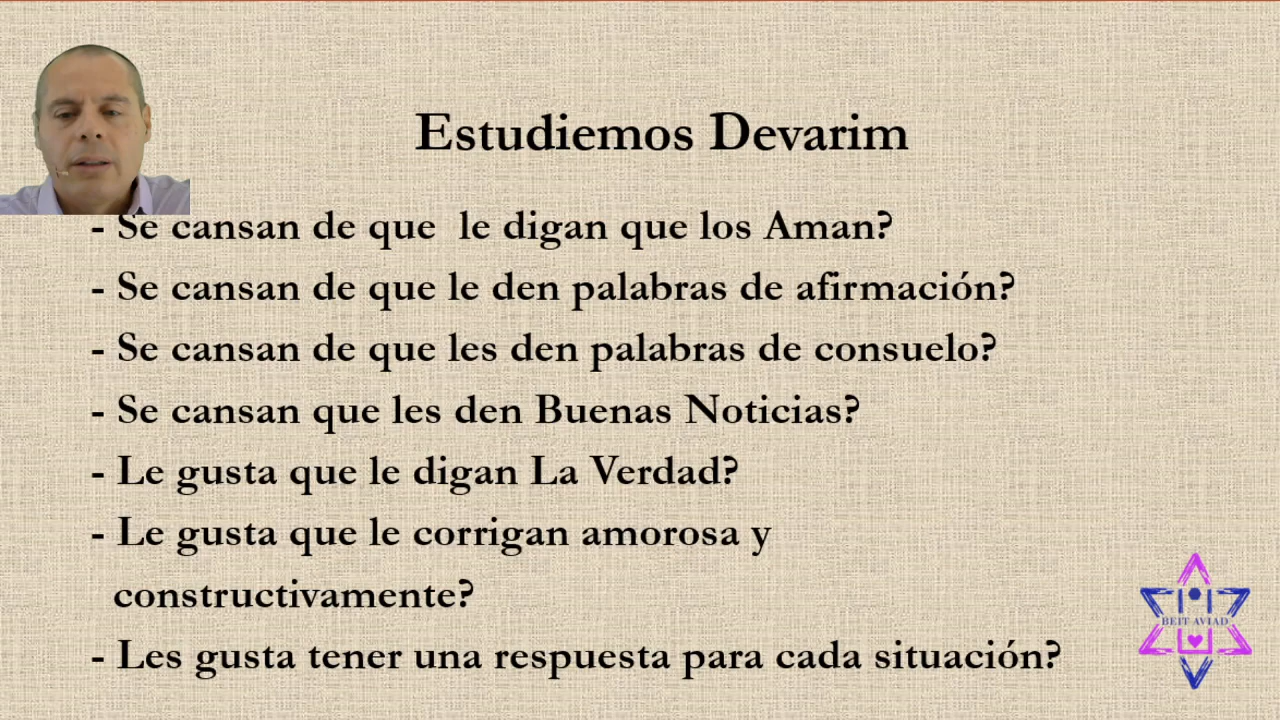 Estudiemos Devarim
- Se cansan de que  le digan que los Aman?
- Se cansan de que le den palabras de afirmación?
- Se cansan de que les den palabras de consuelo?
- Se cansan que les den Buenas Noticias?
- Le gusta que le digan La Verdad?
- Le gusta que le corrigan amorosa y
constructivamente?
- Les gusta tener una respuesta para cada situación?
BEIT AVIAD